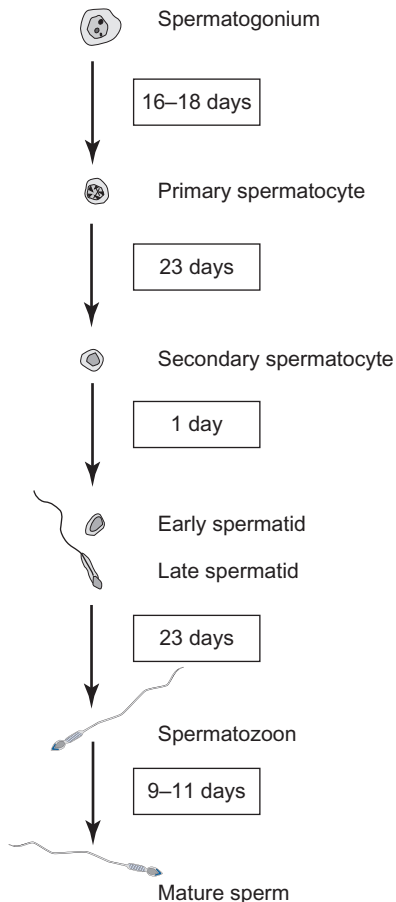 Spermatogonium
16–18 days
Primary spermatocyte
23 days
Secondary spermatocyte
1 day
Early spermatid
Late spermatid
23 days
Spermatozoon
9–11 days
Mature sperm